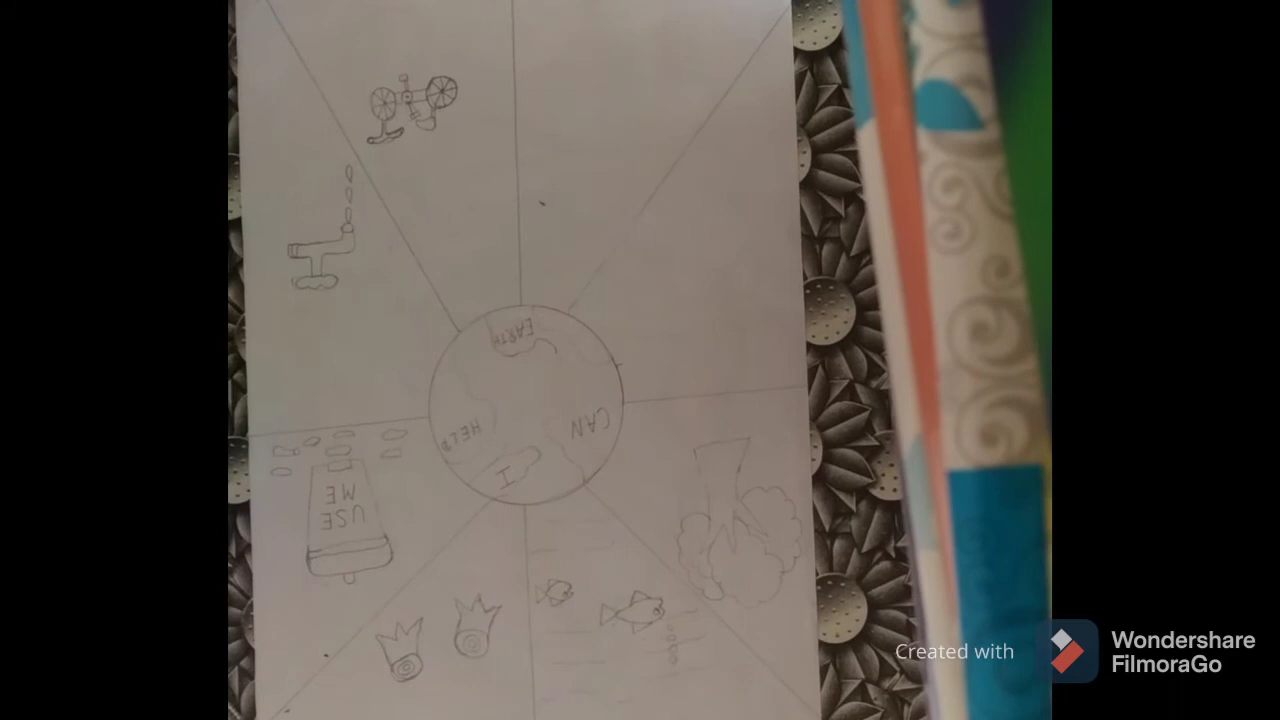 I
CAN
HELP
EARTH
USE
ME
Created with
Wondershare
FilmoraGo